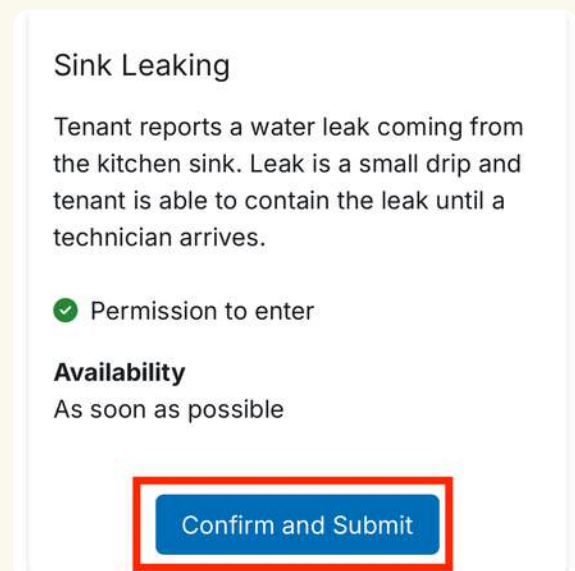 Sink Leaking
Tenant reports a water leak coming from
the kitchen sink. Leak is a small drip and
tenant is able to contain the leak until a
technician arrives.
Permission to enter
Availability
As soon as possible
Confirm and Submit